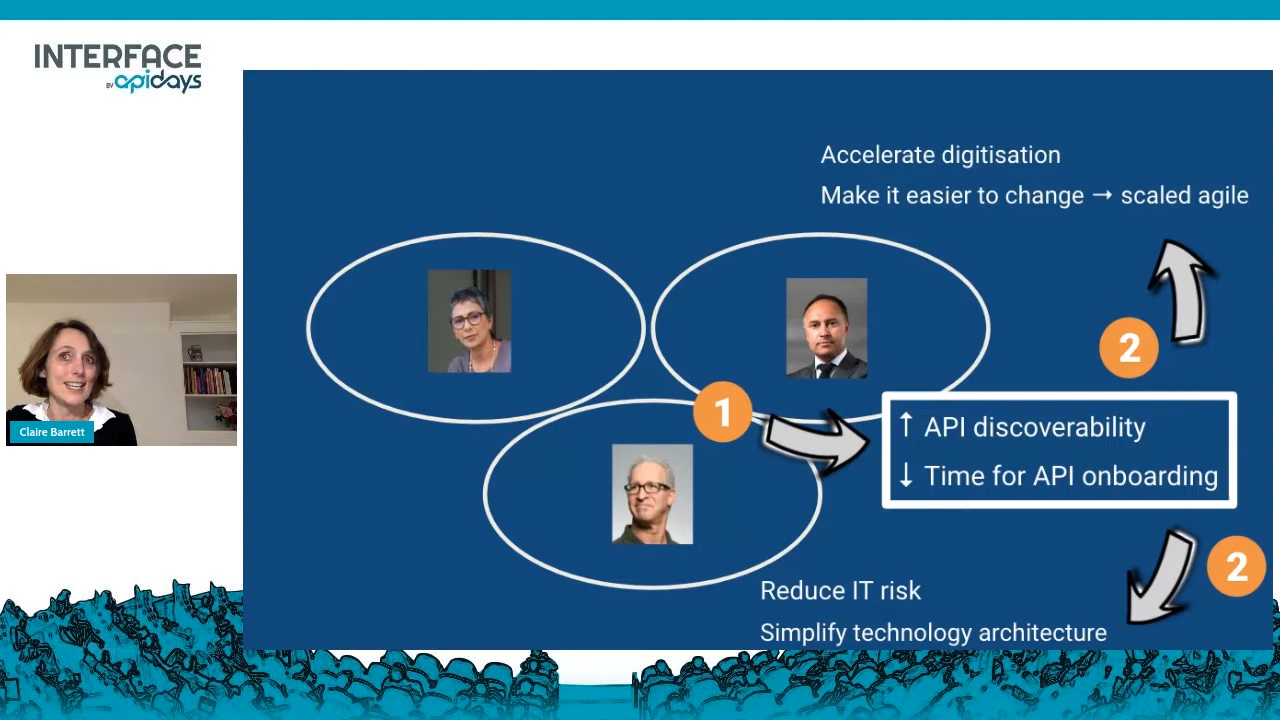 INTERFACE
BY apidays
Accelerate digitisation
Make it easier to change → scaled agile
1
2
↑ API discoverability
↓ Time for API onboarding
Claire Barrett
2
Reduce IT risk
Simplify technology architecture